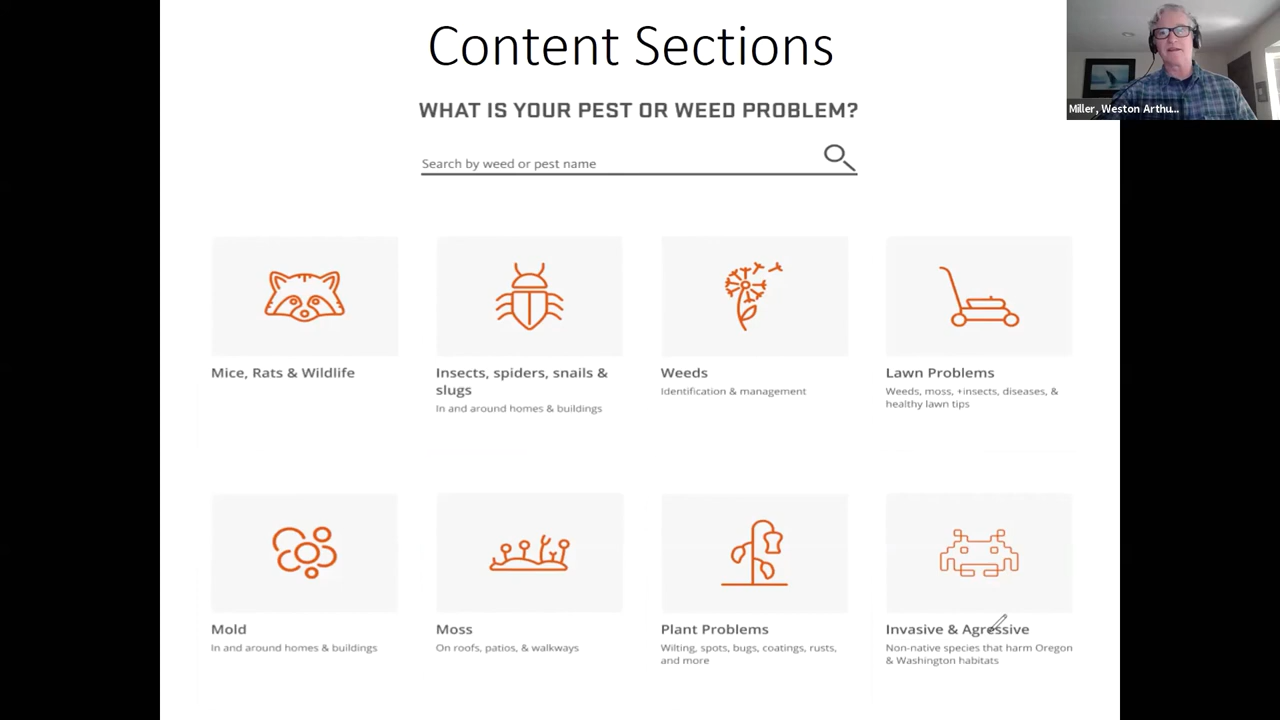 Content Sections
Miller, Weston Arthu...
WHAT IS YOUR PEST OR WEED PROBLEM?
Search by weed or pest name
Mice, Rats & Wildlife
Insects, spiders, snails &
slugs
In and around homes & buildings
Weeds
Identification & management
Lawn Problems
Weeds, moss, +insects, diseases, &
healthy lawn tips
Mold
In and around homes & buildings
Moss
On roofs, patios, & walkways
Plant Problems
Wilting, spots, bugs, coatings, rusts,
and more
Invasive & Agressive
Non-native species that harm Oregon
& Washington habitats